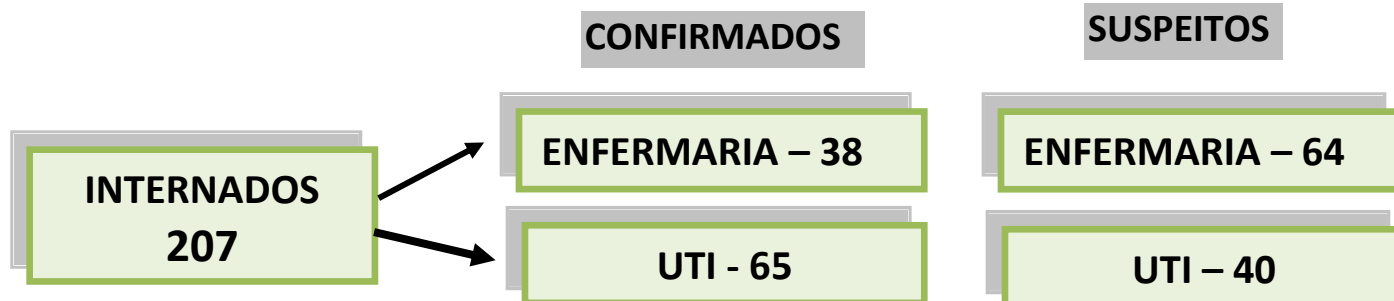 CONFIRMADOS
SUSPEITOS
INTERNADOS
207
ENFERMARIA – 38
ENFERMARIA – 64
UTI - 65
UTI – 40